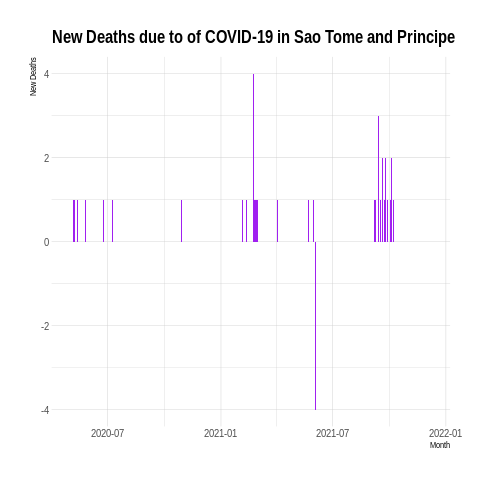 New Deaths due to of COVID-19 in Sao Tome and Principe
New Deaths
4
2
0
-2
-4
2020-07 2021-01 2021-07 2022-01
Month